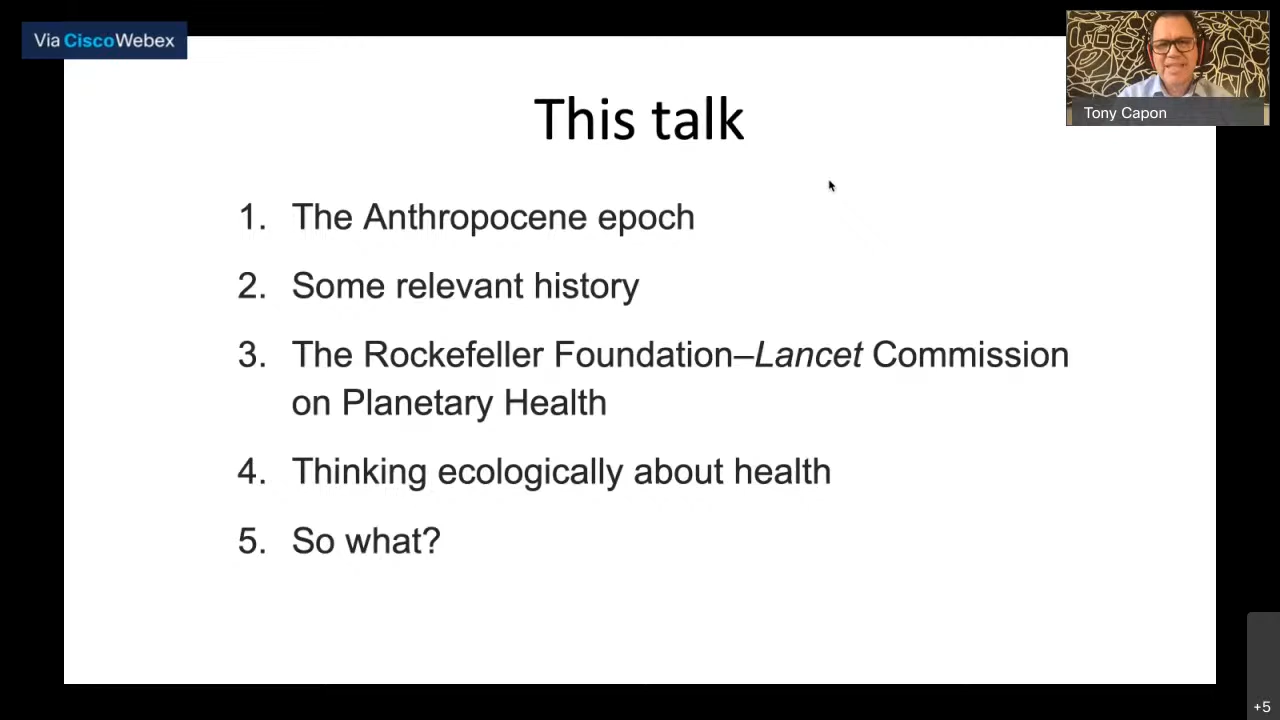 Via CiscoWebex
Tony Capon
This talk
1. The Anthropocene epoch
2. Some relevant history
3. The Rockefeller Foundation–Lancet Commission
on Planetary Health
4. Thinking ecologically about health
5. So what?
+5